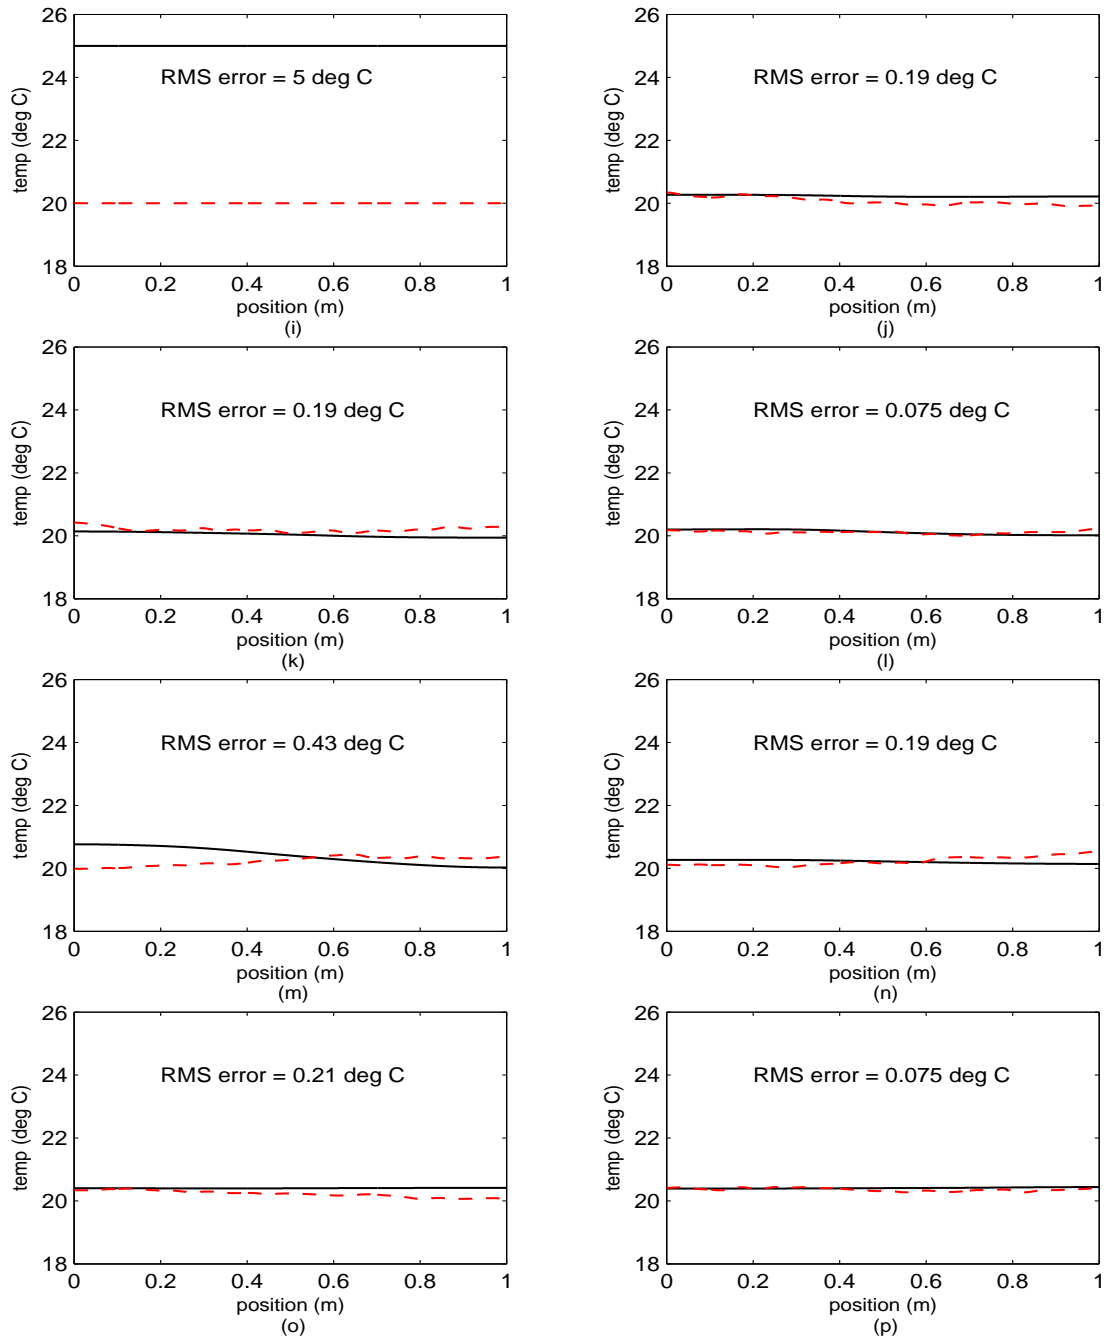 26
24
22
20
18
temp (deg C)
RMS error = 5 deg C
0 0.2 0.4 0.6 0.8 1
position (m)
(i)
26
24
22
20
18
temp (deg C)
RMS error = 0.19 deg C
0 0.2 0.4 0.6 0.8 1
position (m)
(j)
26
24
22
20
18
temp (deg C)
RMS error = 0.19 deg C
0 0.2 0.4 0.6 0.8 1
position (m)
(k)
26
24
22
20
18
temp (deg C)
RMS error = 0.075 deg C
0 0.2 0.4 0.6 0.8 1
position (m)
(l)
26
24
22
20
18
temp (deg C)
RMS error = 0.43 deg C
0 0.2 0.4 0.6 0.8 1
position (m)
(m)
26
24
22
20
18
temp (deg C)
RMS error = 0.19 deg C
0 0.2 0.4 0.6 0.8 1
position (m)
(n)
26
24
22
20
18
temp (deg C)
RMS error = 0.21 deg C
0 0.2 0.4 0.6 0.8 1
position (m)
(o)
26
24
22
20
18
temp (deg C)
RMS error = 0.075 deg C
0 0.2 0.4 0.6 0.8 1
position (m)
(p)